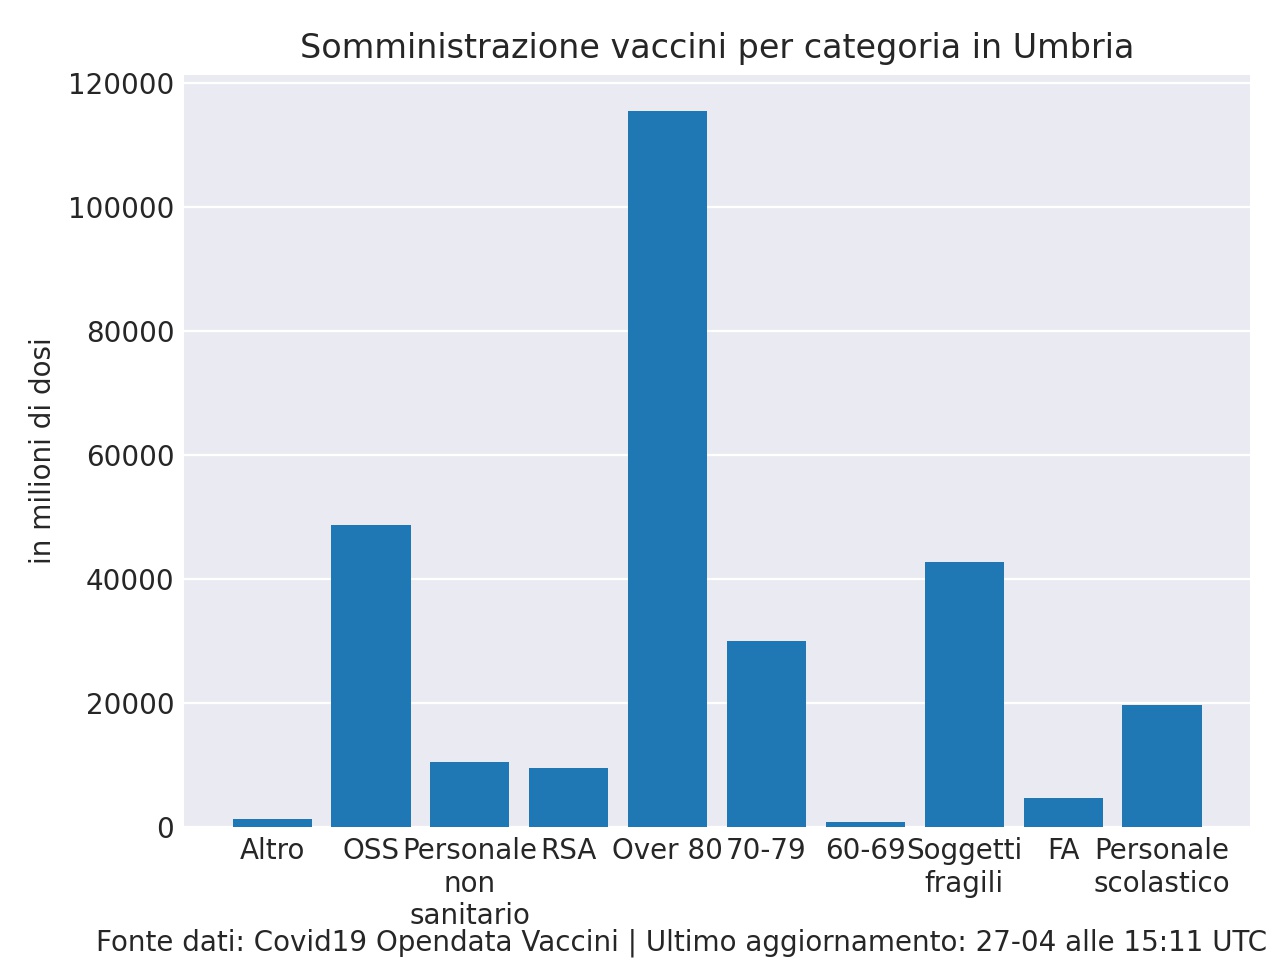 Somministrazione vaccini per categoria in Umbria
120000
100000
80000
60000
40000
20000
0
in milioni di dosi
Altro
OSS
Personale
non
sanitario
RSA
Over 80
70-79
60-69
Soggetti
fragili
FA
Personale
scolastico
Fonte dati: Covid19 Opendata Vaccini | Ultimo aggiornamento: 27-04 alle 15:11 UTC